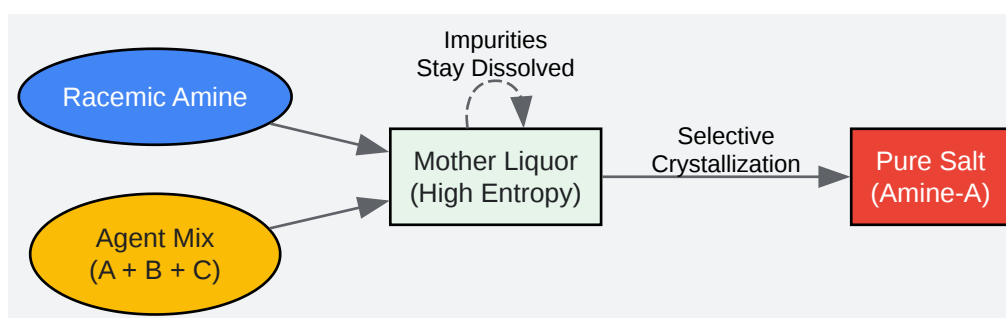 Impurities
Stay Dissolved
Racemic Amine
Mother Liquor
(High Entropy)
Selective
Crystallization
Pure Salt
(Amine-A)
Agent Mix
(A + B + C)